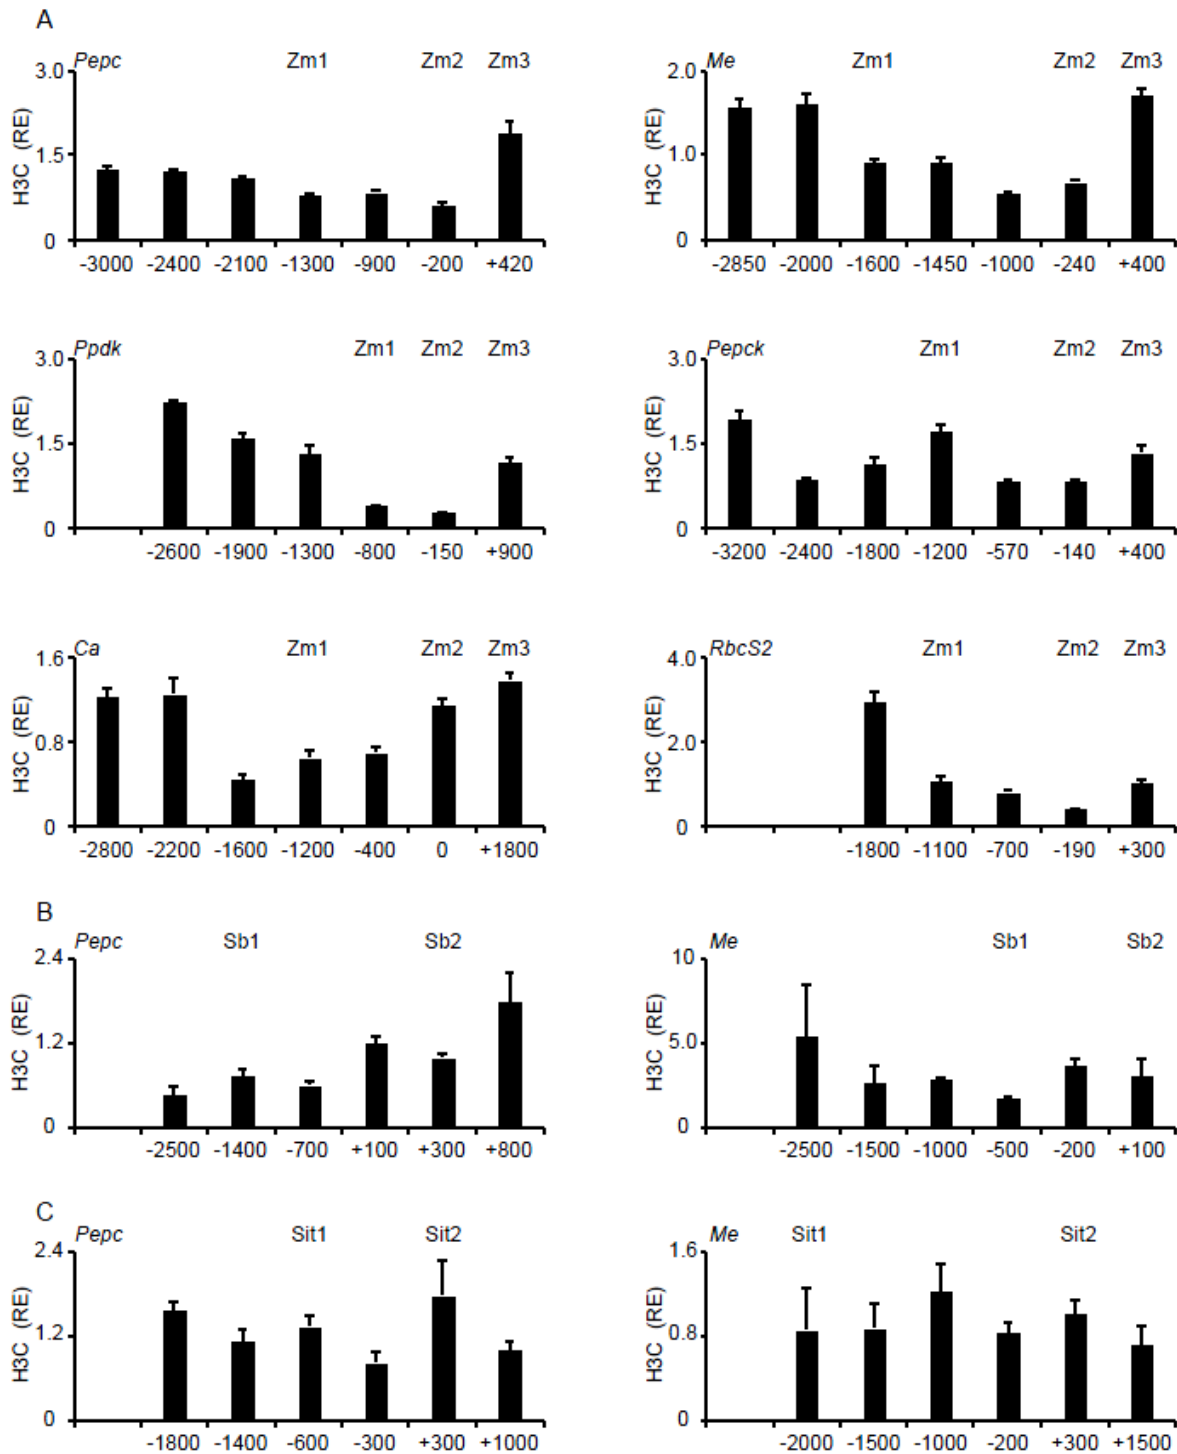 A
Pepc Zm1 Zm2 Zm3
3.0
1.5
0
H3C (RE)
-3000 -2400 -2100 -1300 -900 -200 +420
Me Zm1 Zm2 Zm3
2.0
1.0
0
H3C (RE)
-2850 -2000 -1600 -1450 -1000 -240 +400
Ppdk Zm1 Zm2 Zm3
3.0
1.5
0
H3C (RE)
-2600 -1900 -1300 -800 -150 +900
Pepck Zm1 Zm2 Zm3
3.0
1.5
0
H3C (RE)
-3200 -2400 -1800 -1200 -570 -140 +400
Ca Zm1 Zm2 Zm3
1.6
0.8
0
H3C (RE)
-2800 -2200 -1600 -1200 -400 0 +1800
RbcS2 Zm1 Zm2 Zm3
4.0
2.0
0
H3C (RE)
-1800 -1100 -700 -190 +300
B
Pepc Sb1 Sb2
2.4
1.2
0
H3C (RE)
-2500 -1400 -700 +100 +300 +800
Me Sb1 Sb2
10
5.0
0
H3C (RE)
-2500 -1500 -1000 -500 -200 +100
C
Pepc Sit1 Sit2
2.4
1.2
0
H3C (RE)
-1800 -1400 -600 -300 +300 +1000
Me Sit1 Sit2
1.6
0.8
0
H3C (RE)
-2000 -1500 -1000 -200 +300 +1500